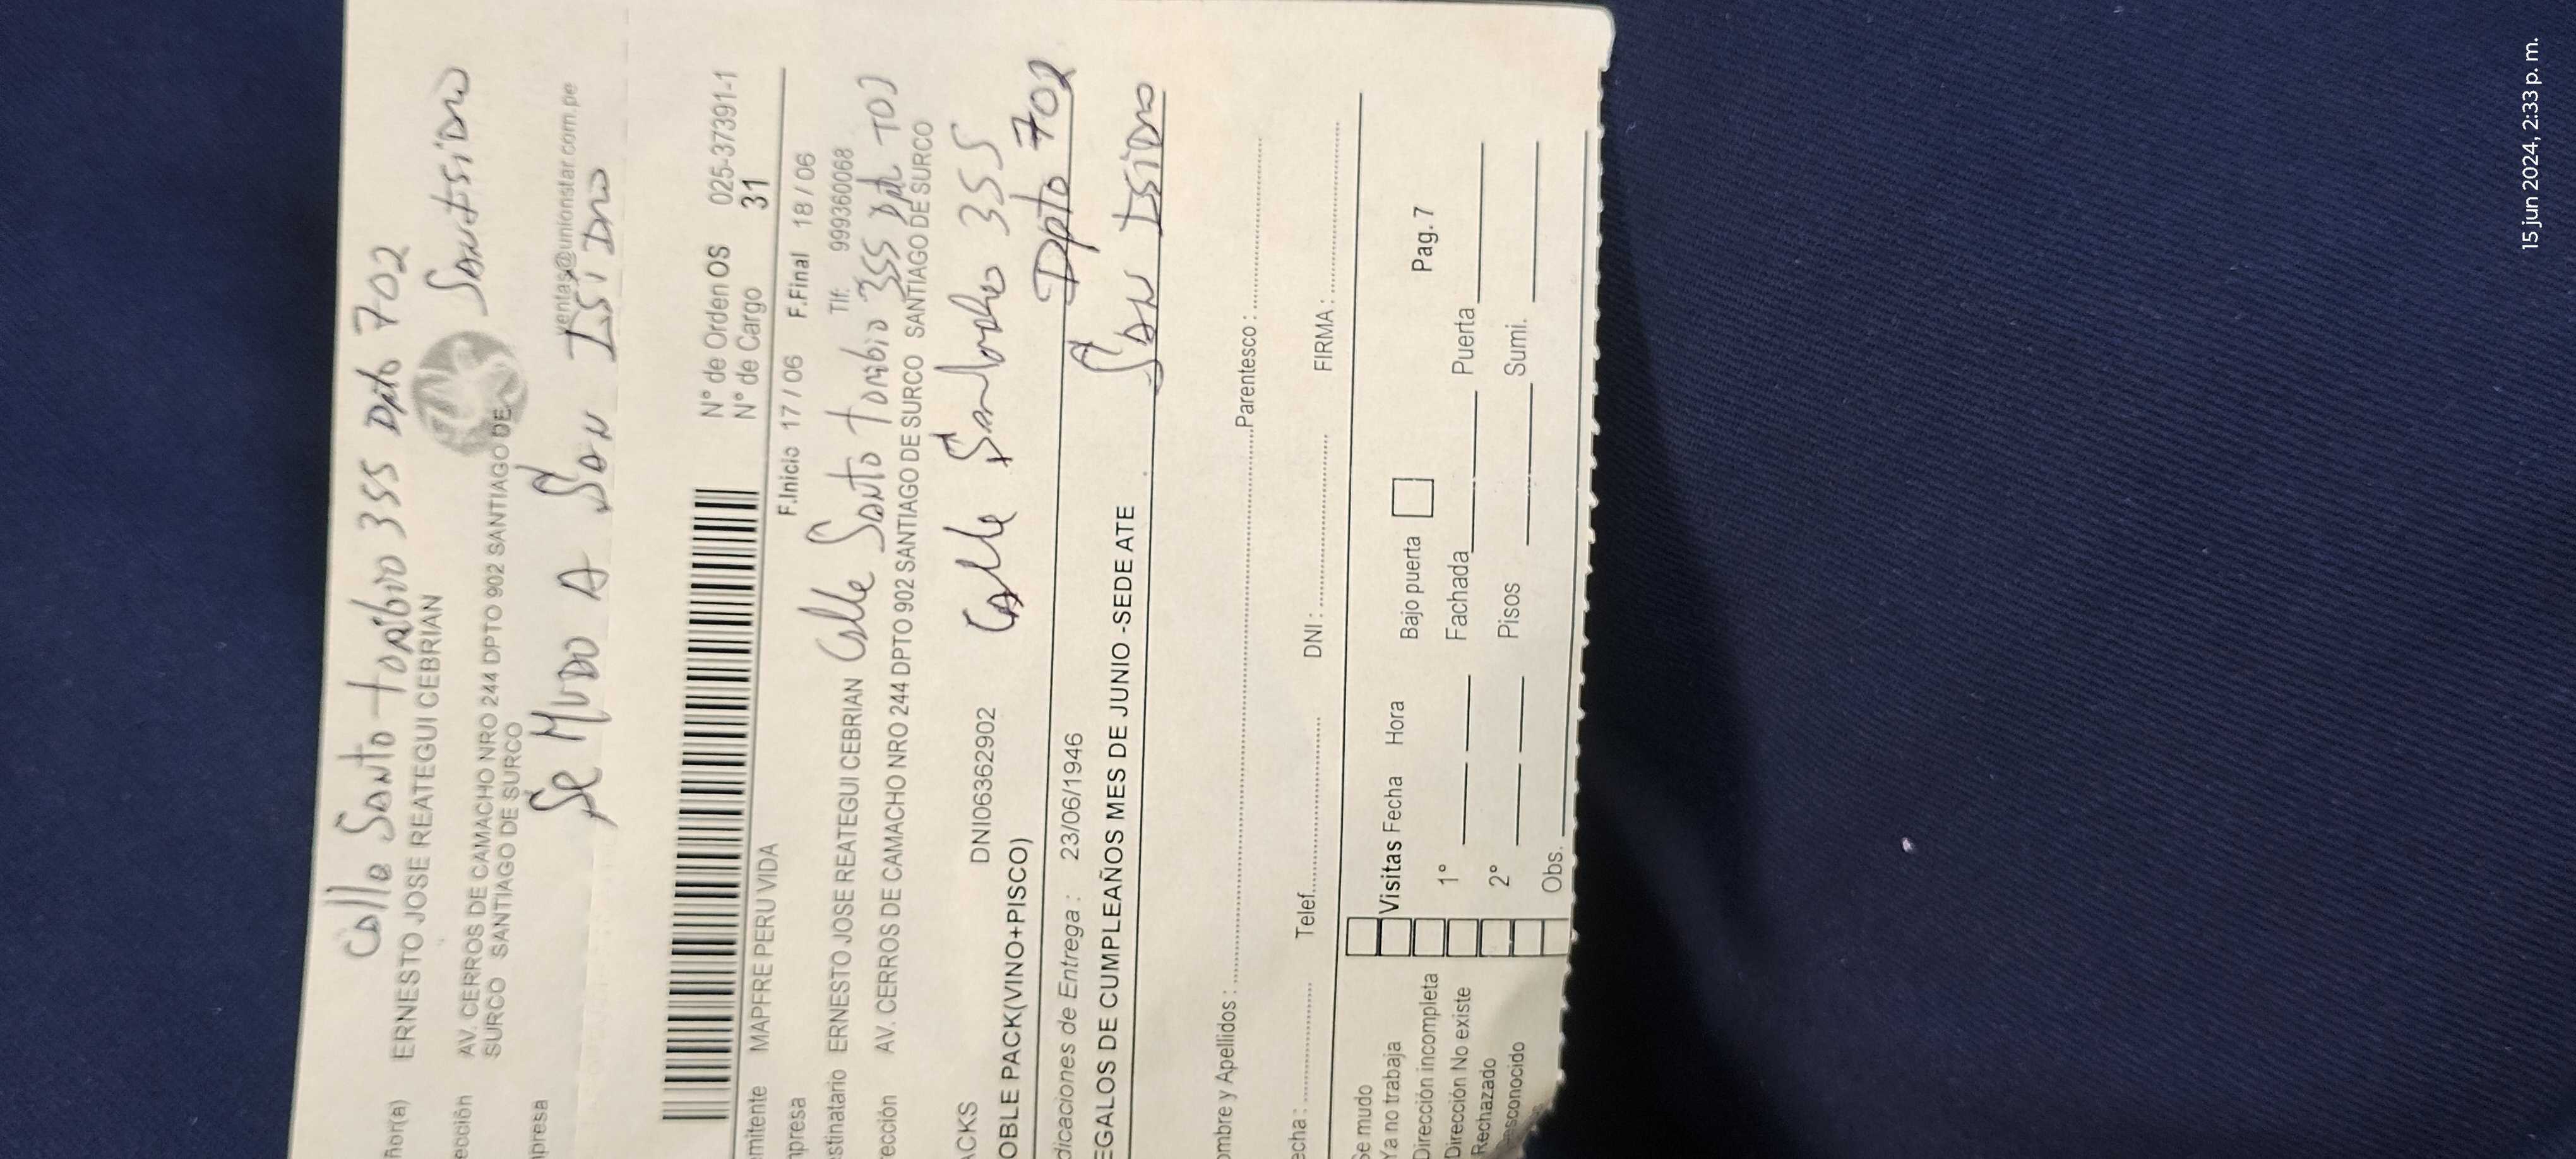 Calle Santo toribio 355 Dpto 702
ñor(a) ERNESTO JOSE REATEGUI CEBRIAN
San Isidro
ección AV. CERROS DE CAMACHO NRO 244 DPTO 902 SANTIAGO DE
SURCO SANTIAGO DE SURCO
presa
Se MUDO A SAN ISIDRO
ventas@unionstar.com.pe
N° de Orden OS 025-37391-1
N° de Cargo 31
mitente MAPFRE PERU VIDA
F.Inicio 17 / 06 F.Final 18 / 06
mpresa
Calle Santo toribio 355 Dpto 702
stinatario ERNESTO JOSE REATEGUI CEBRIAN Tlf: 999360068
rección AV. CERROS DE CAMACHO NRO 244 DPTO 902 SANTIAGO DE SURCO SANTIAGO DE SURCO SANTIAGO DE SURCO
Calle 355
ACKS DNI06362902
OBLE PACK(VINO+PISCO)
Dpto 702
dicaciones de Entrega : 23/06/1946
SAN ISIDRO
EGALOS DE CUMPLEAÑOS MES DE JUNIO -SEDE ATE
ombre y Apellidos : Parentesco :
echa : Telef. DNI : FIRMA :
Se mudo
Ya no trabaja
Dirección incompleta
Dirección No existe
Rechazado
esconocido
Visitas Fecha Hora Bajo puerta Pag. 7
1° Fachada Puerta
2° Pisos Sumi.
Obs.
15 jun 2024, 2:33 p. m.